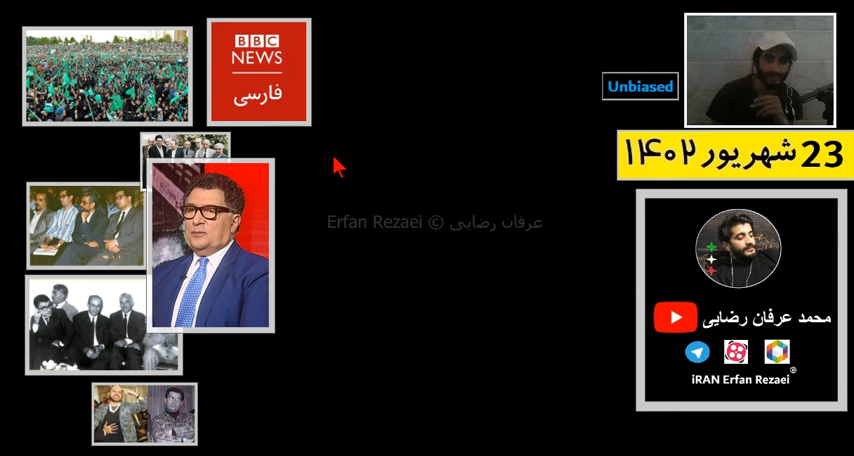 BBC
NEWS
فارسی
Unbiased
23 شهریور ۱۴۰۲
Erfan Rezaei © عرفان رضایی
محمد عرفان رضایی
iRAN Erfan Rezaei®